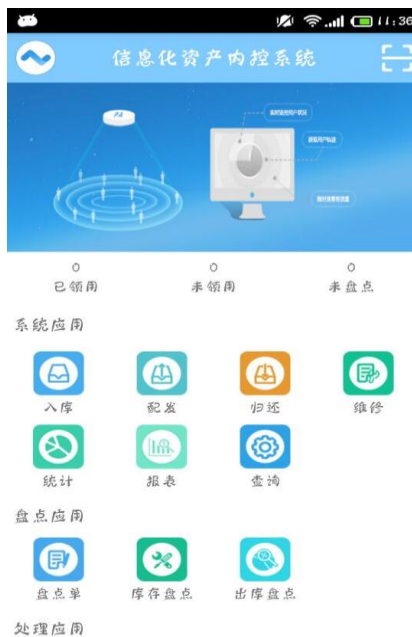 11:36
信息化资产内控系统
PA
0 0 0
已领用 未领用 未盘点
系统应用
入库 配发 归还 维修
统计 报表 查询
盘点应用
盘点单 库存盘点 出库盘点
处理应用